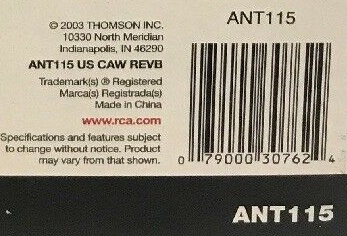 © 2003 THOMSON INC.
10330 North Meridian
Indianapolis, IN 46290
ANT115 US CAW REVB
Trademark(s) ® Registered
Marca(s) Registrada(s)
Made in China
www.rca.com
Specifications and features subject
to change without notice. Product
may vary from that shown.
ANT115
0 79000 30762 4
ANT115